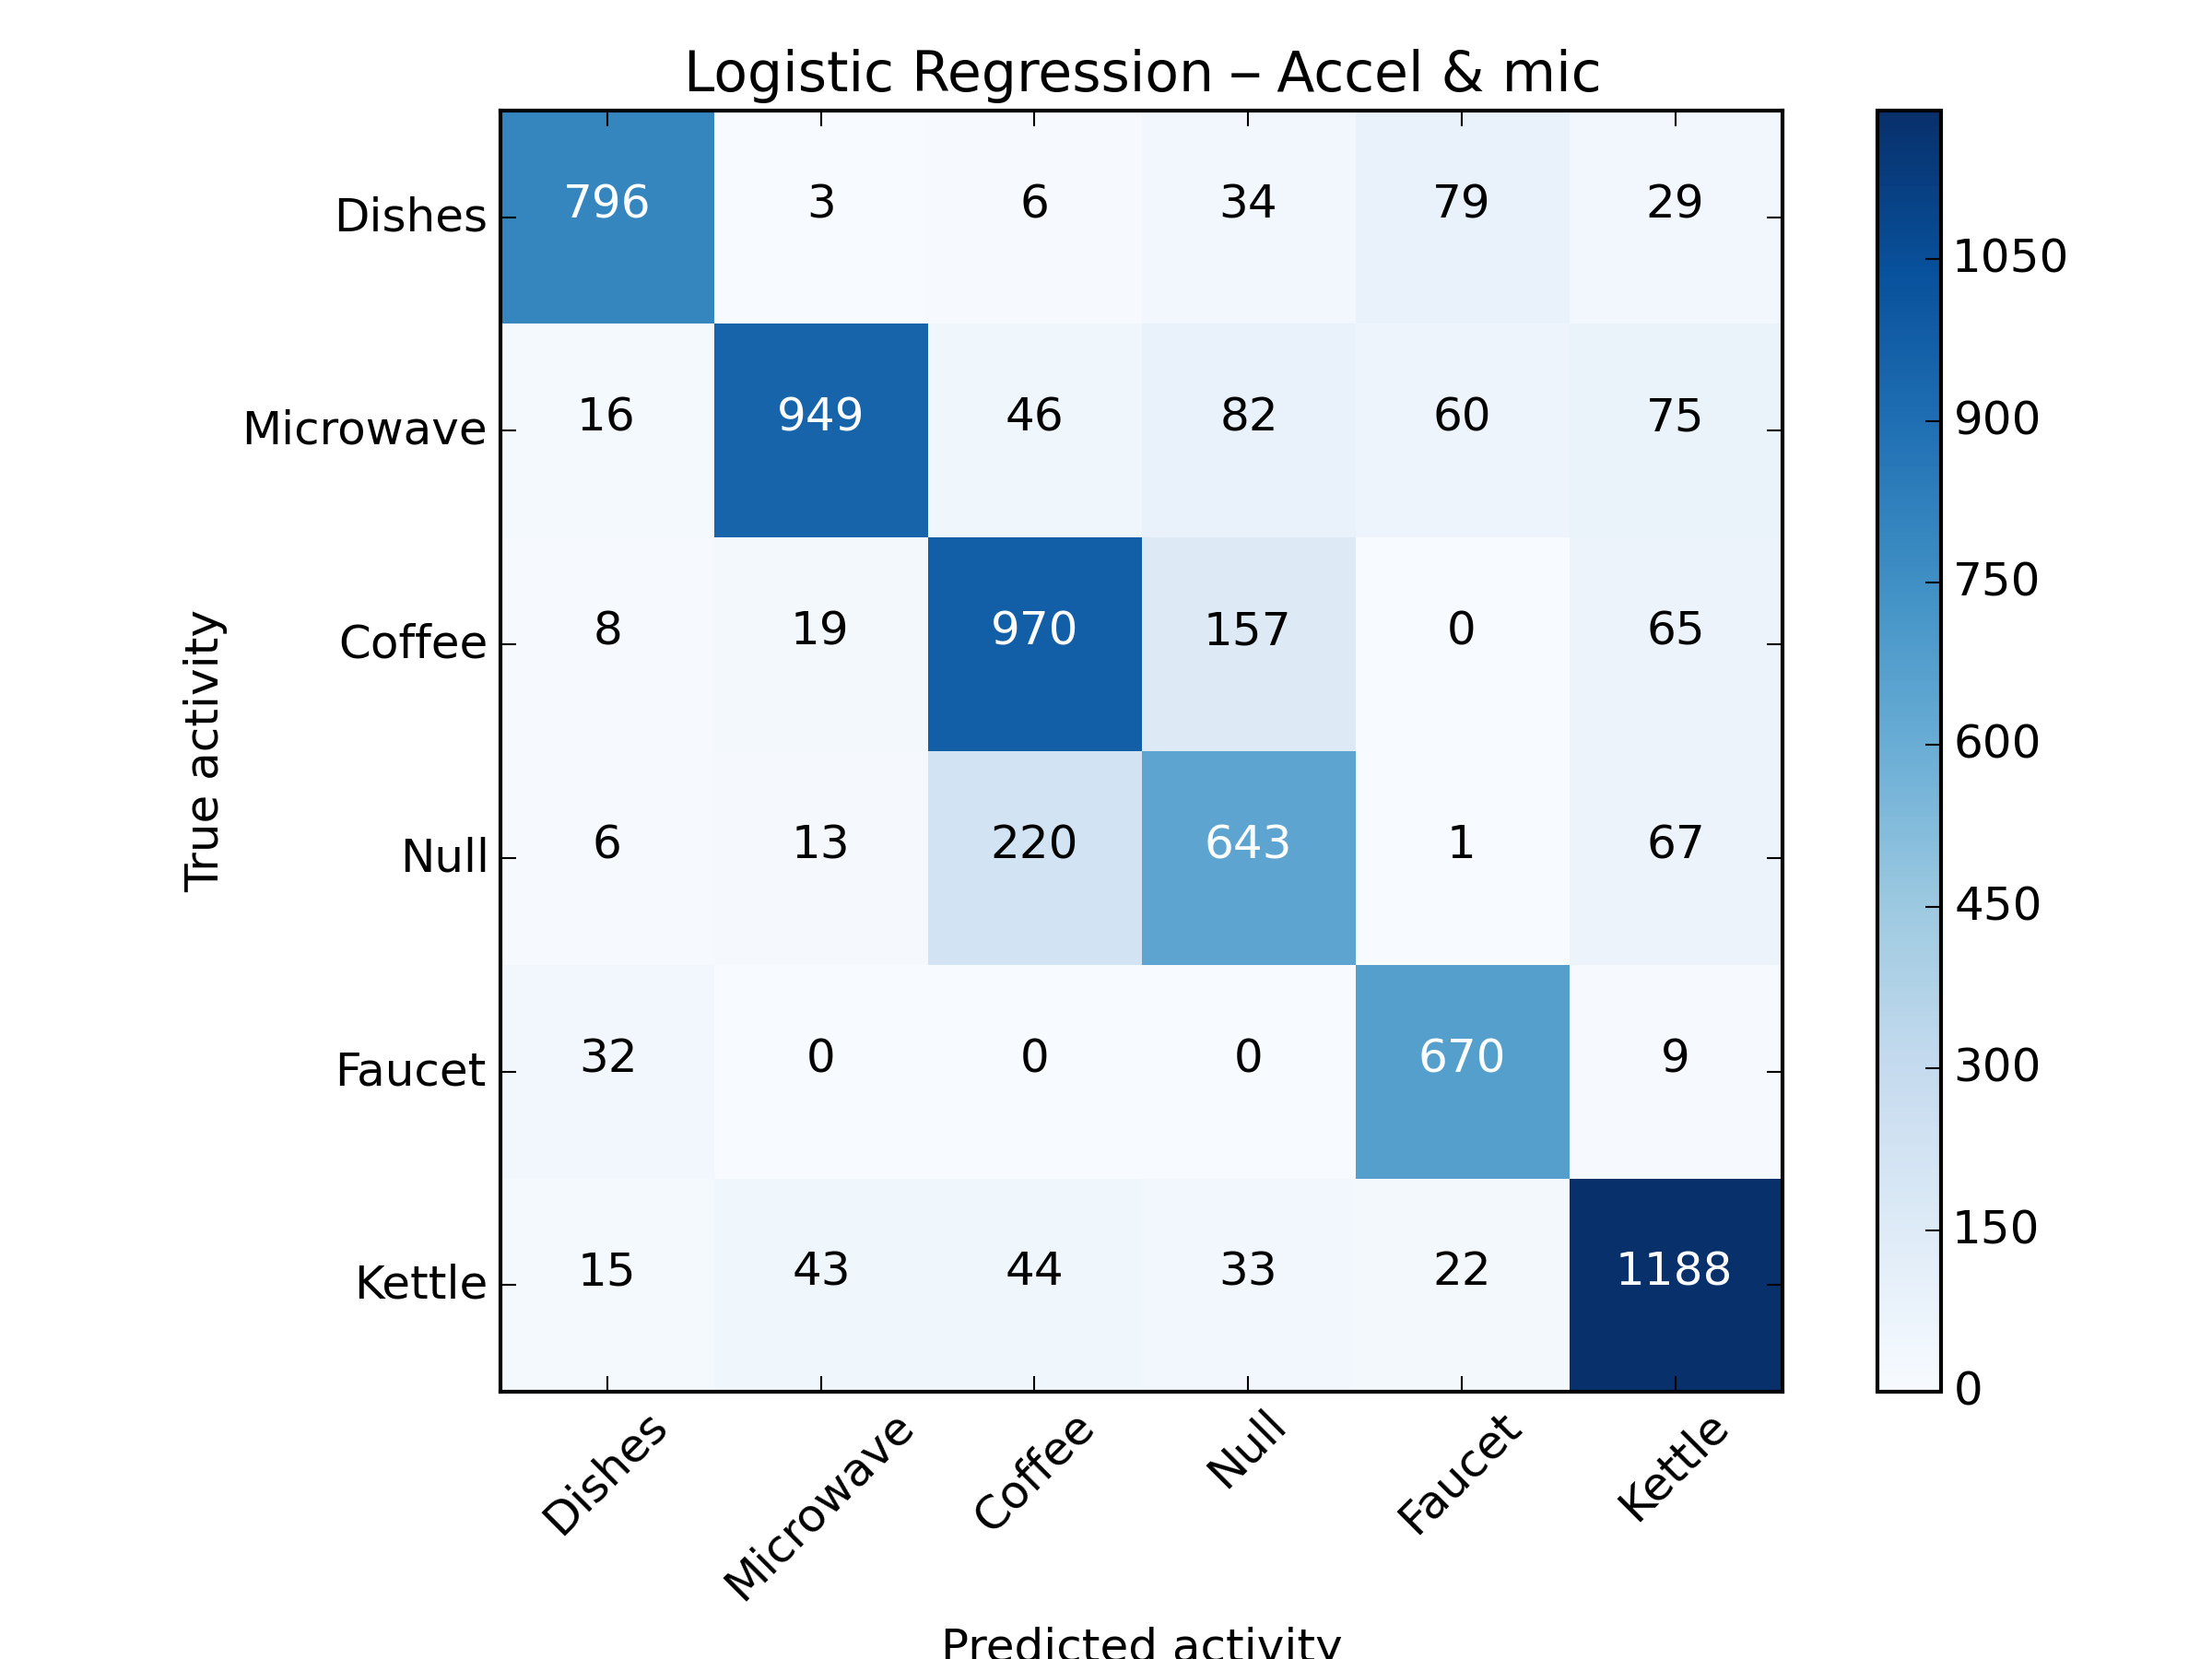 Logistic Regression – Accel & mic
Dishes 796 3 6 34 79 29
Microwave 16 949 46 82 60 75
Coffee 8 19 970 157 0 65
Null 6 13 220 643 1 67
Faucet 32 0 0 0 670 9
Kettle 15 43 44 33 22 1188
True activity
Dishes Microwave Coffee Null Faucet Kettle
Predicted activity
1050
900
750
600
450
300
150
0